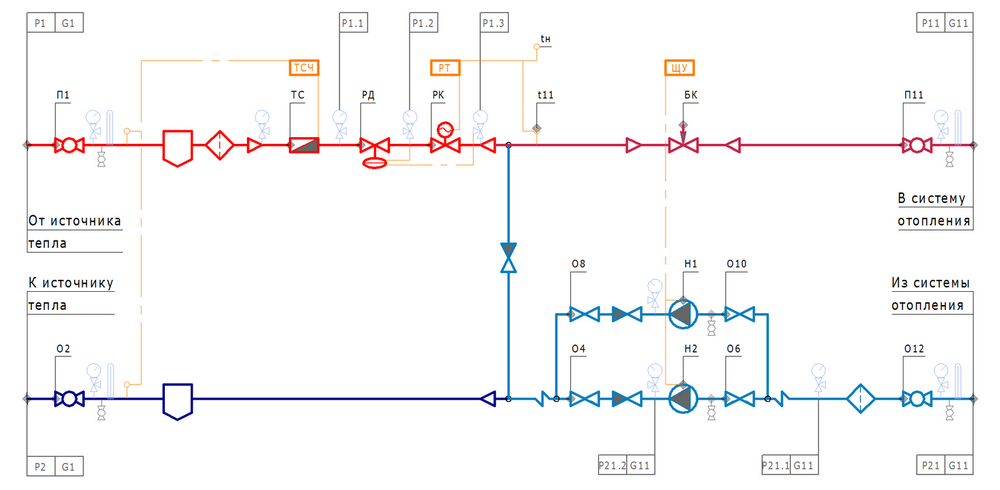 P1 G1
P1.1
P1.2
P1.3
tн
P11 G11
ТСЧ
РТ
ЩУ
П1
ТС
РД
РК
t11
БК
П11
От источника
тепла
В систему
отопления
К источнику
тепла
О8
Н1
О10
Из системы
отопления
О2
О4
Н2
О6
О12
P2 G1
P21.2 G11
P21.1 G11
P21 G11